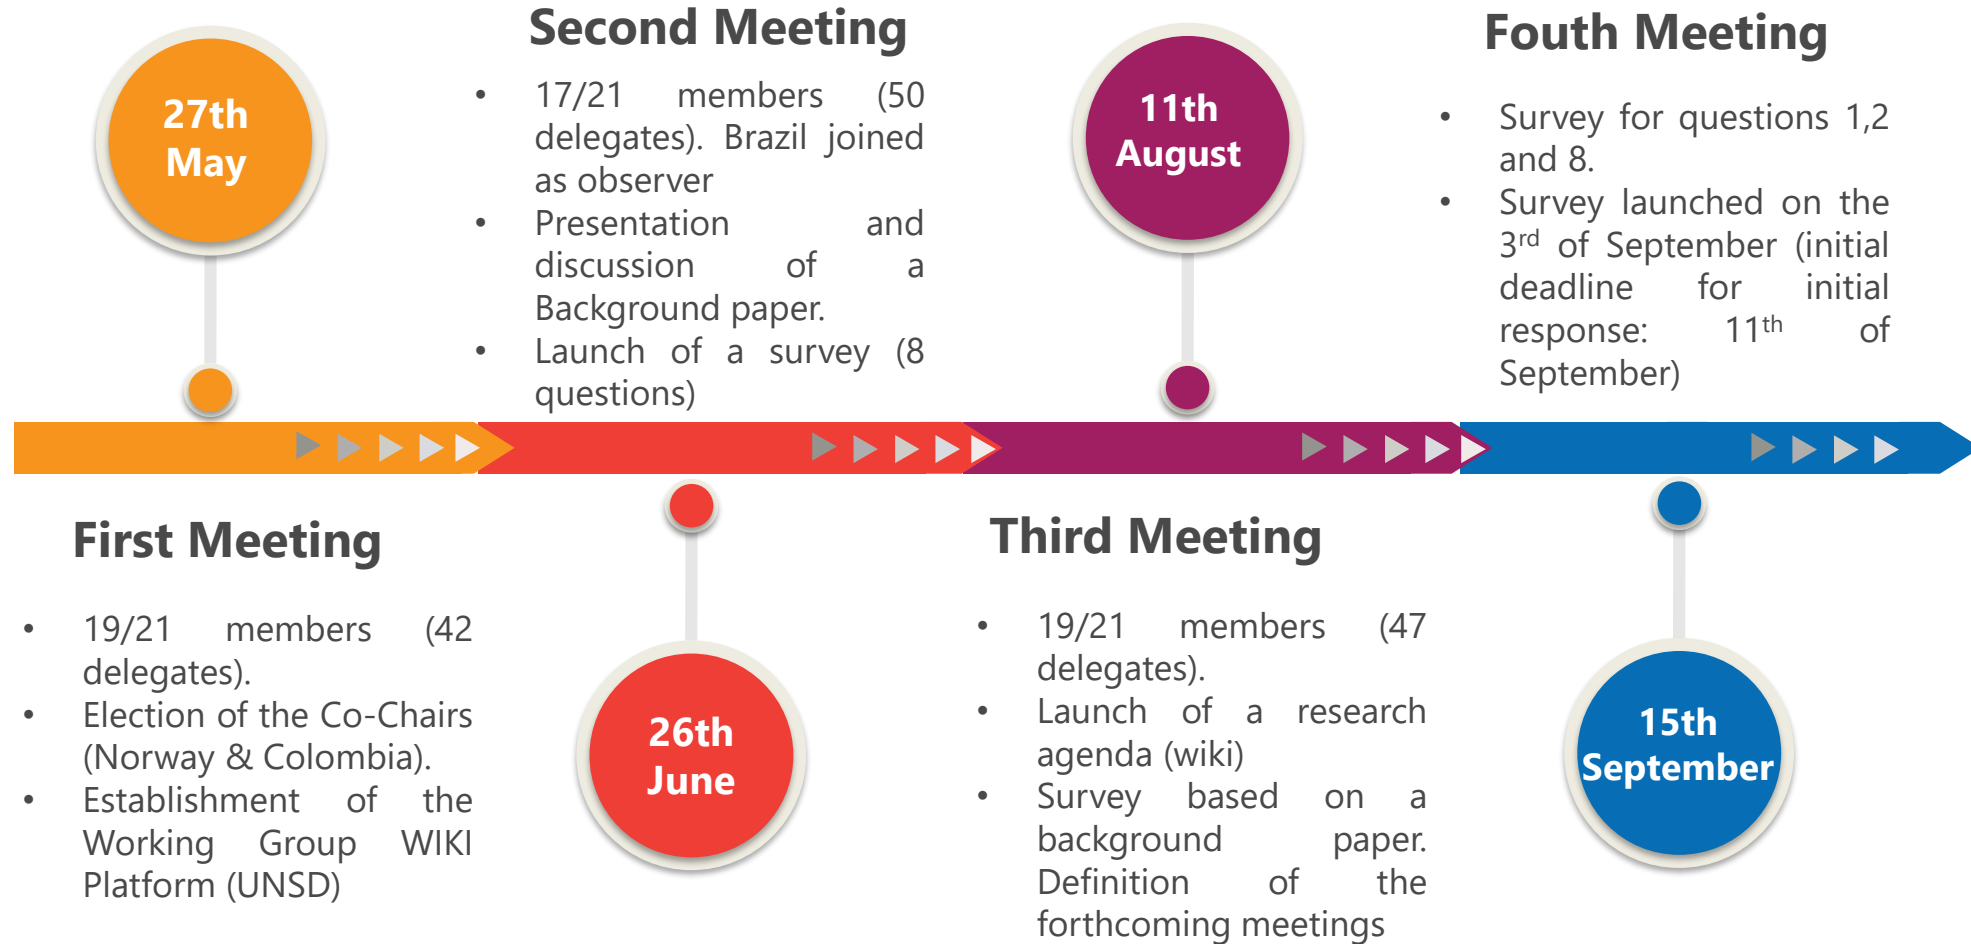 27th
May
First Meeting
• 19/21 members (42
delegates).
• Election of the Co-Chairs
(Norway & Colombia).
• Establishment of the
Working Group WIKI
Platform (UNSD)
Second Meeting
• 17/21 members (50
delegates). Brazil joined
as observer
• Presentation and
discussion of a
Background paper.
• Launch of a survey (8
questions)
26th
June
11th
August
Third Meeting
• 19/21 members (47
delegates).
• Launch of a research
agenda (wiki)
• Survey based on a
background paper.
Definition of the
forthcoming meetings
Fouth Meeting
• Survey for questions 1,2
and 8.
• Survey launched on the
3rd of September (initial
deadline for initial
response: 11th of
September)
15th
September